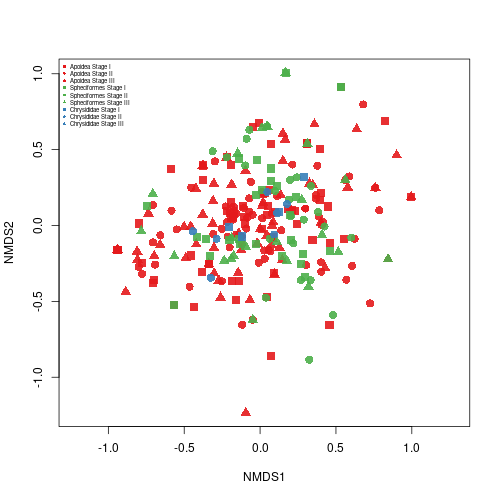 Apoidea Stage I
Apoidea Stage II
Apoidea Stage III
Spheciformes Stage I
Spheciformes Stage II
Spheciformes Stage III
Chrysididae Stage I
Chrysididae Stage II
Chrysididae Stage III
1.0
0.5
0.0
-0.5
-1.0
NMDS2
-1.0 -0.5 0.0 0.5 1.0
NMDS1